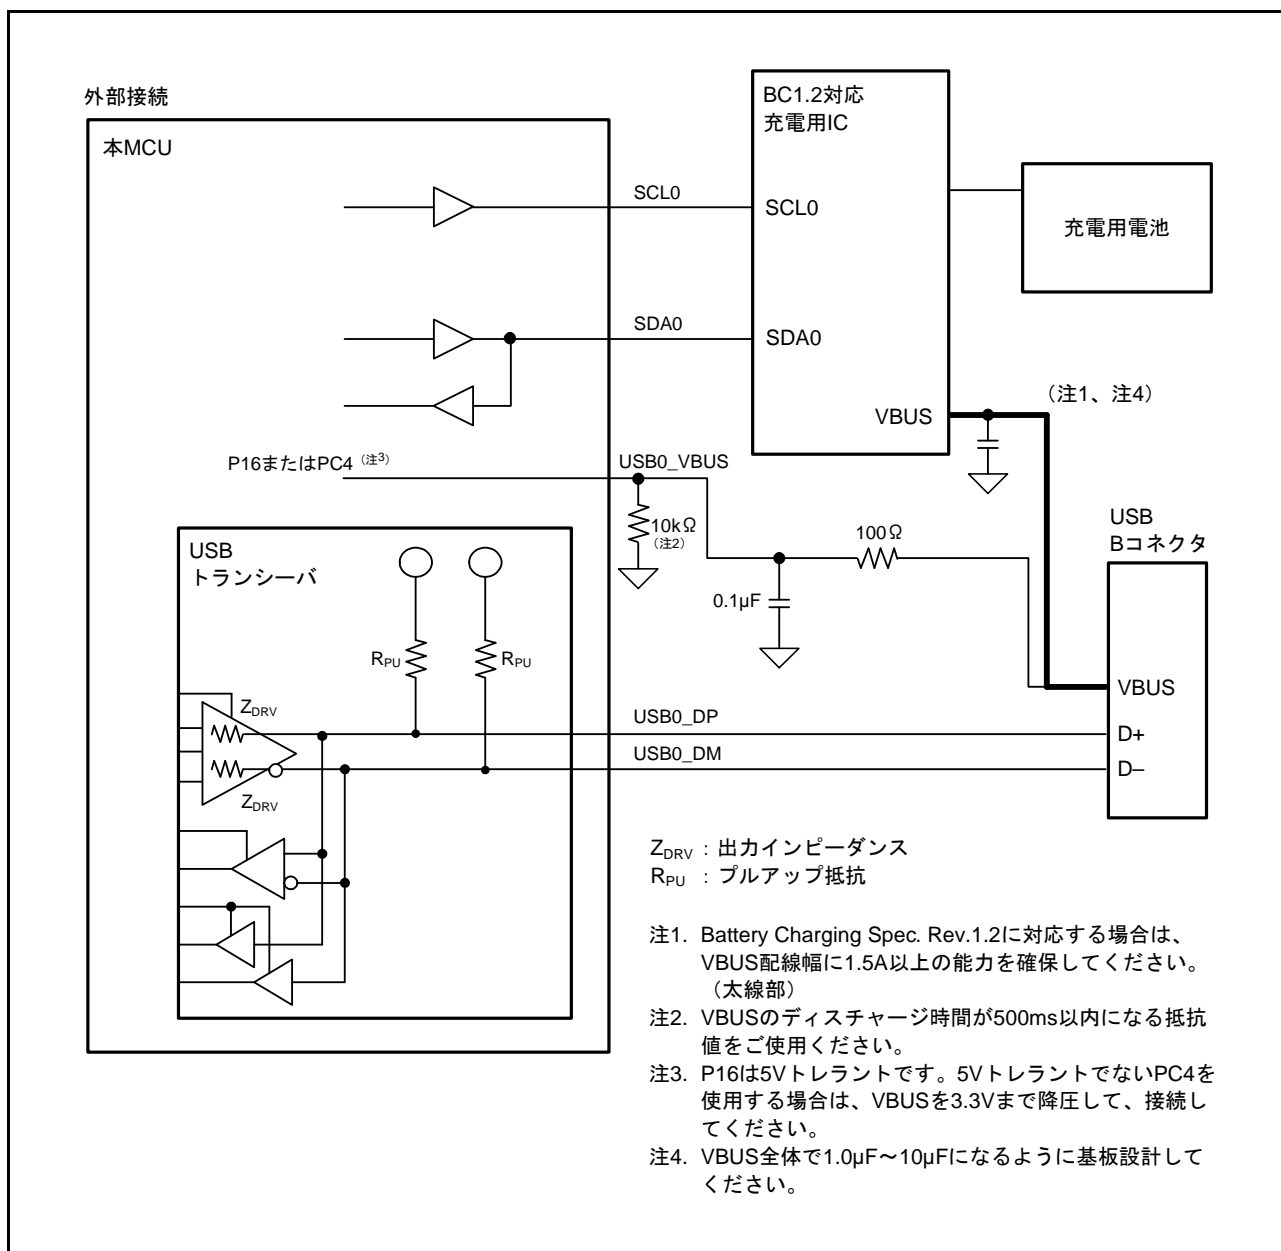 外部接続
本MCU
BC1.2対応
充電用IC
充電用電池
SCL0
SCL0
SDA0
SDA0
VBUS
(注1、注4)
P16またはPC4 (注3)
USB0_VBUS
10kΩ
(注2)
100Ω
0.1µF
USB
Bコネクタ
USB
トランシーバ
RPU
RPU
ZDRV
ZDRV
USB0_DP
USB0_DM
VBUS
D+
D–
ZDRV : 出力インピーダンス
RPU : プルアップ抵抗
注1. Battery Charging Spec. Rev.1.2に対応する場合は、
VBUS配線幅に1.5A以上の能力を確保してください。
(太線部)
注2. VBUSのディスチャージ時間が500ms以内になる抵抗
値をご使用ください。
注3. P16は5Vトレラントです。5VトレラントでないPC4を
使用する場合は、VBUSを3.3Vまで降圧して、接続し
てください。
注4. VBUS全体で1.0µF～10µFになるように基板設計して
ください。